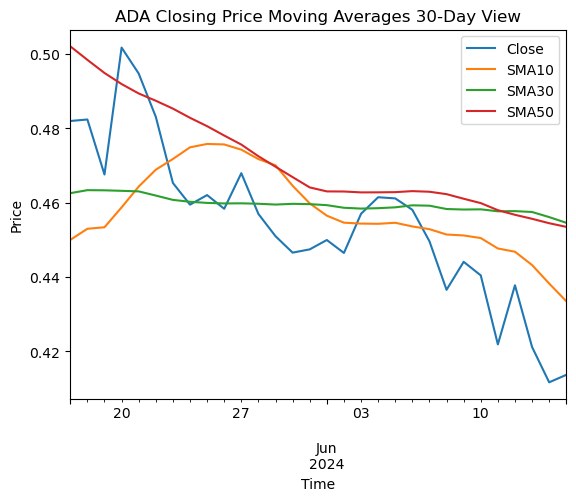 ADA Closing Price Moving Averages 30-Day View
Close
SMA10
SMA30
SMA50
Price
0.50
0.48
0.46
0.44
0.42
20
27
03
10
Jun
2024
Time